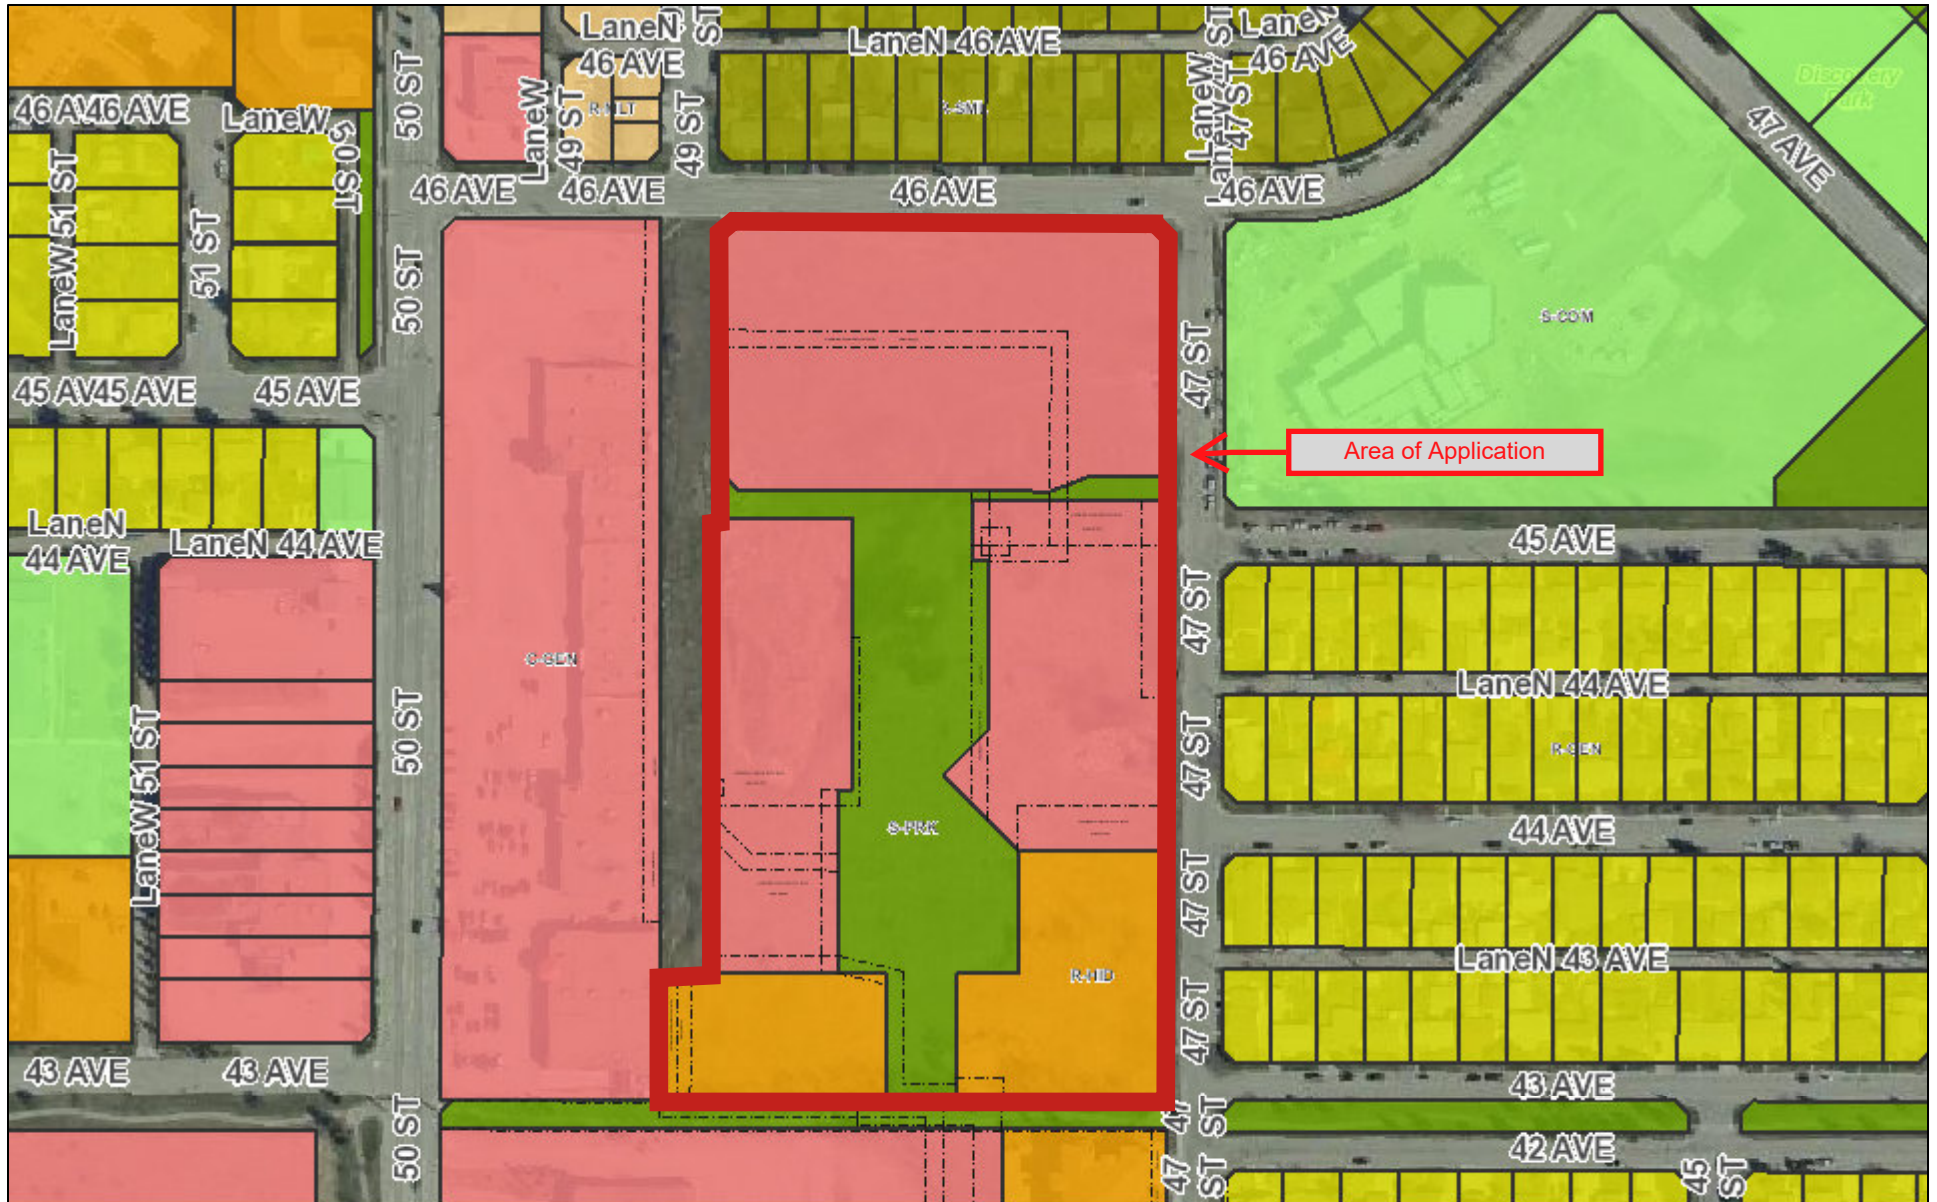 LaneN
46 AVE
ST
LaneN 46 AVE
ST
LaneN
46 AVE
50 ST
LaneW
49 ST
R-MLT
49 ST
R-SML
LaneW
47 ST
Discovery
Park
47 AVE
46 AV
46 AVE
LaneW
50 ST
46 AVE
46 AVE
46 AVE
46 AVE
LaneW 51 ST
51 ST
50 ST
47 ST
S-COM
45 AV
45 AVE
45 AVE
Area of Application
LaneN
44 AVE
LaneN 44 AVE
45 AVE
47 ST
C-GEN
LaneN 44 AVE
50 ST
47 ST
R-GEN
LaneW 51 ST
S-PRK
44 AVE
47 ST
LaneN 43 AVE
R-MD
47 ST
43 AVE
43 AVE
43 AVE
50 ST
47 ST
42 AVE
47 ST
45 ST